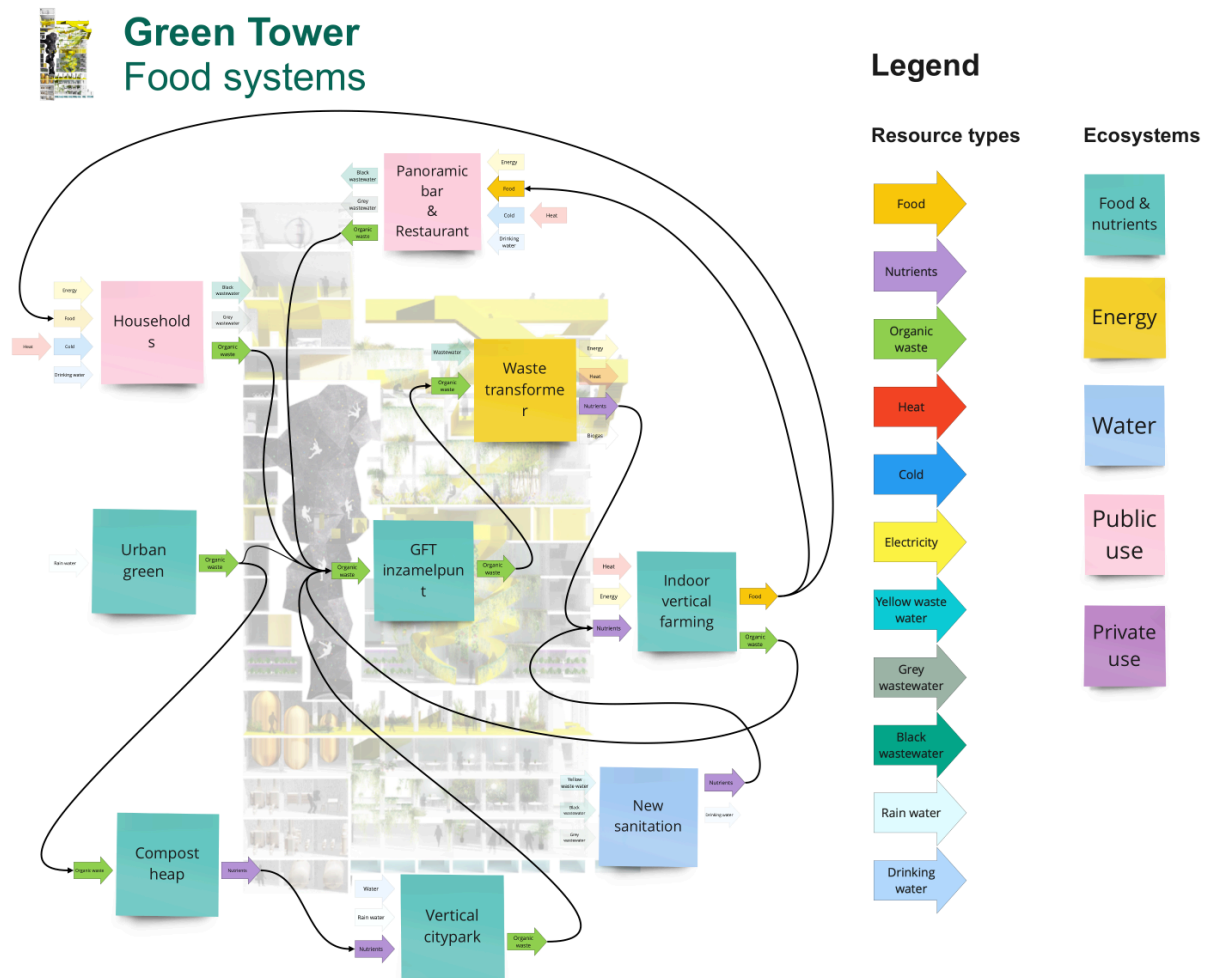 Green Tower
Food systems
Legend
Resource types
Ecosystems
Food
Nutrients
Organic
waste
Heat
Cold
Electricity
Yellow waste
water
Grey
wastewater
Black
wastewater
Rain water
Drinking
water
Food &
nutrients
Energy
Water
Public
use
Private
use
Black
wastewater
Grey
wastewater
Organic
waste
Panoramic
bar
&
Restaurant
Energy
Food
Cold
Heat
Drinking
water
Energy
Food
Heat
Cold
Drinking water
Household
s
Black
wastewater
Grey
wastewater
Organic
waste
Wastewater
Organic
waste
Waste
transforme
r
Energy
Heat
Nutrients
Biogas
Rain water
Urban
green
Organic
waste
Organic
waste
GFT
inzamelpun
t
Organic
waste
Heat
Energy
Nutrients
Indoor
vertical
farming
Food
Organic
waste
Yellow
waste water
Black
wastewater
Grey
wastewater
New
sanitation
Nutrients
Drinking water
Organic waste
Compost
heap
Nutrients
Water
Rain water
Nutrients
Vertical
citypark
Organic
waste